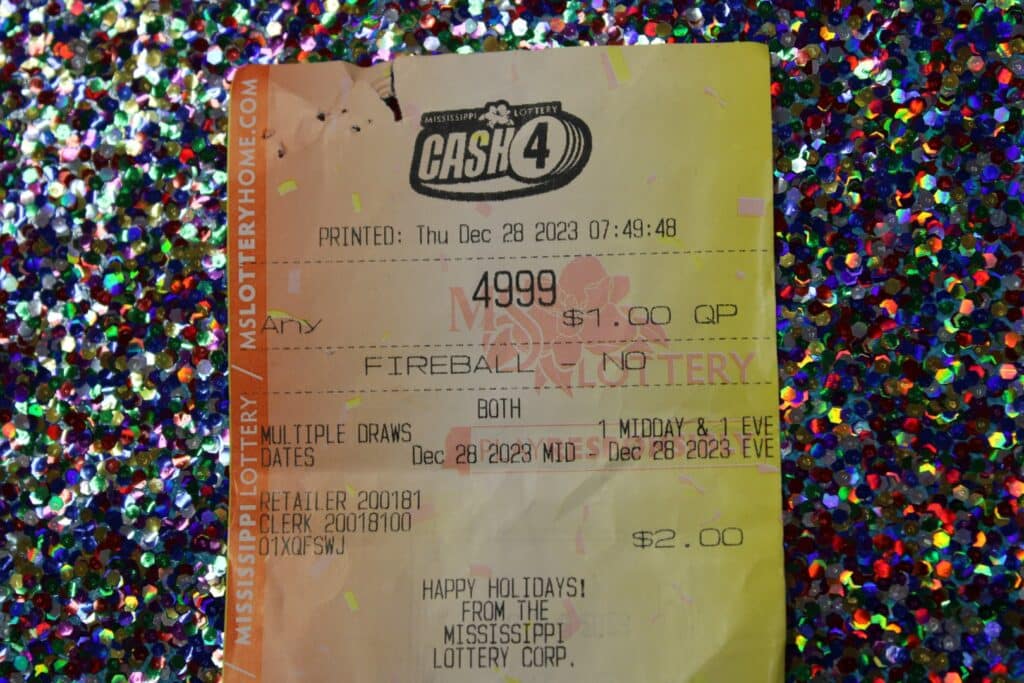 MISSISSIPPI LOTTERY
CASH 4
PRINTED: Thu Dec 28 2023 07:49:48
4999
Any $1.00 QP
FIREBALL NO
MS LOTTERY
BOTH
MULTIPLE DRAWS 1 MIDDAY & 1 EVE
DATES Dec 28 2023 MID - Dec 28 2023 EVE
RETAILER 200181
CLERK 20018100
01XQFSWJ $2.00
HAPPY HOLIDAYS!
FROM THE
MISSISSIPPI
LOTTERY CORP.
/ MISSISSIPPI LOTTERY / MSLOTTERYHOME.COM